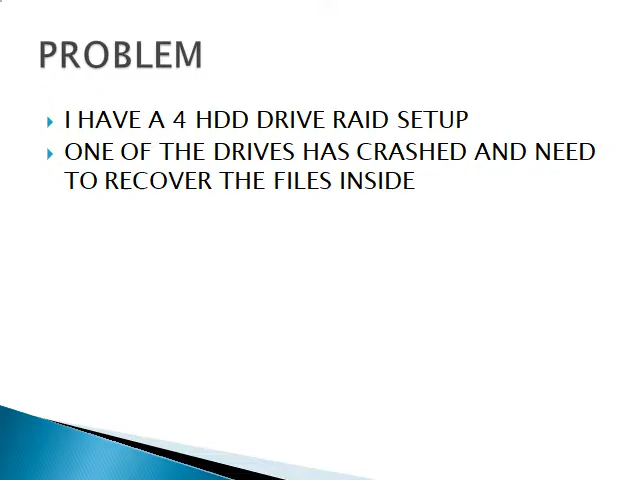 PROBLEM
I HAVE A 4 HDD DRIVE RAID SETUP
ONE OF THE DRIVES HAS CRASHED AND NEED
TO RECOVER THE FILES INSIDE